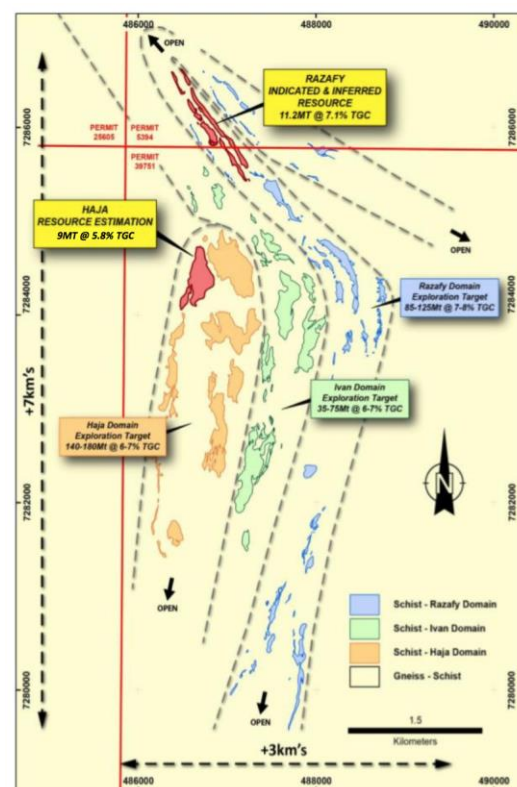 486000
488000
490000
OPEN
RAZAFY
INDICATED & INFERRED
RESOURCE
11.2MT @ 7.1% TGC
7286000
7286000
PERMIT
25605
PERMIT
5394
PERMIT
39751
HAJA
RESOURCE ESTIMATION
9MT @ 5.8% TGC
OPEN
7284000
7284000
Razafy Domain
Exploration Target
85-125Mt @ 7-8% TGC
+7km's
Ivan Domain
Exploration Target
35-75Mt @ 6-7% TGC
Haja Domain
Exploration Target
140-180Mt @ 6-7% TGC
N
7282000
7282000
OPEN
Schist - Razafy Domain
Schist - Ivan Domain
Schist - Haja Domain
Gneiss - Schist
7280000
7280000
OPEN
1.5
Kilometers
+3km's
486000
488000
490000